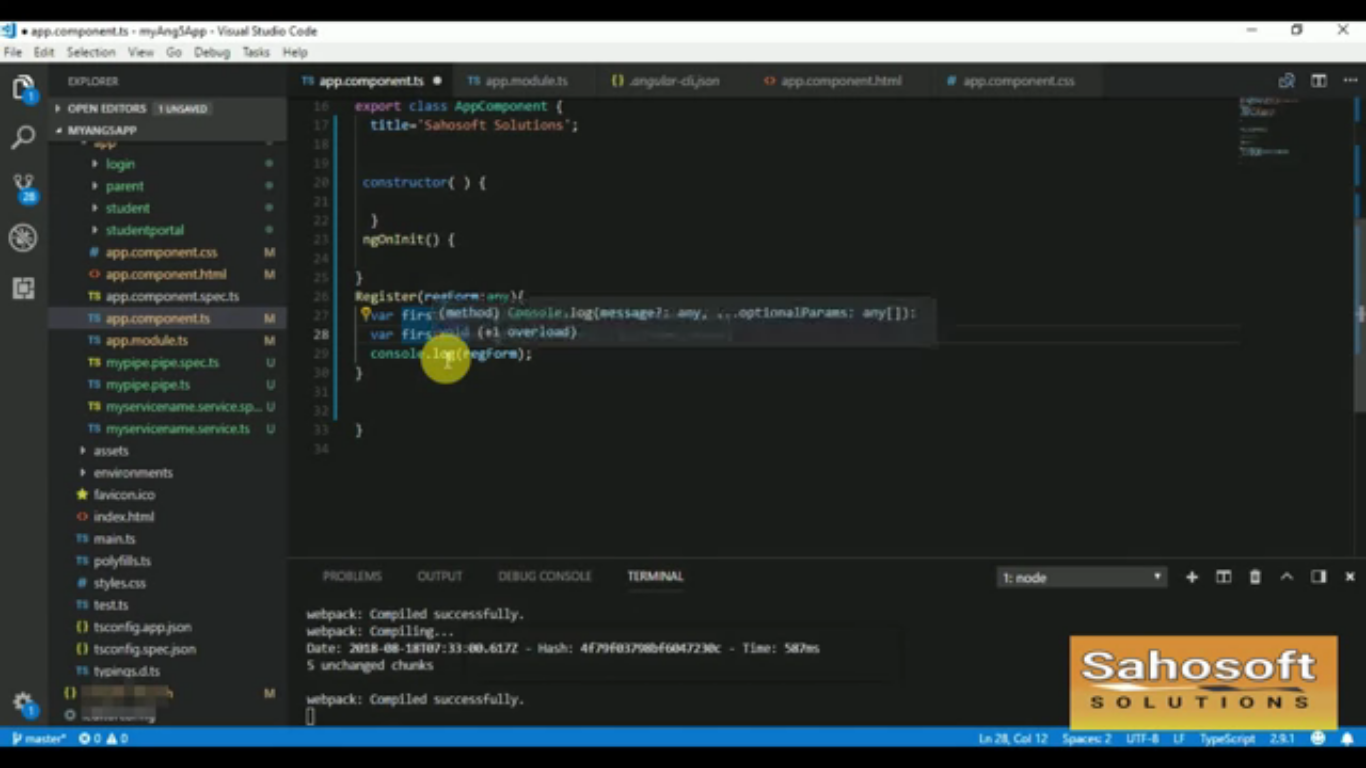 app.component.ts - myAng5App - Visual Studio Code
File Edit Selection View Go Debug Tasks Help
EXPLORER
OPEN EDITORS 1 UNSAVED
MYANG5APP
app
login
parent
student
studentportal
app.component.css M
app.component.html M
app.component.spec.ts
app.component.ts M
app.module.ts M
mypipe.pipe.spec.ts U
mypipe.pipe.ts U
myservicename.service.sp... U
myservicename.service.ts U
assets
environments
favicon.ico
index.html
main.ts
polyfills.ts
styles.css
test.ts
tsconfig.app.json
tsconfig.spec.json
typings.d.ts
M
app.component.ts app.module.ts .angular-cli.json app.component.html app.component.css
16 export class AppComponent {
17 title='Sahosoft Solutions';
18
19
20 constructor( ) {
21
22 }
23 ngOnInit() {
24
25 }
26 Register(regForm:any){
27 var firs
(method) Console.log(message?: any, ...optionalParams: any[]):
28 var firs
void (+1 overload)
29 console.log(regForm);
30 }
31
32
33 }
34
PROBLEMS OUTPUT DEBUG CONSOLE TERMINAL 1: node
webpack: Compiled successfully.
webpack: Compiling...
Date: 2018-08-18T07:33:00.617Z - Hash: 4f79f03798bf6047230c - Time: 587ms
5 unchanged chunks
webpack: Compiled successfully.
Sahosoft
SOLUTIONS
1
28
1
master* 0 0 Ln 28, Col 12 Spaces: 2 UTF-8 LF TypeScript 2.9.1